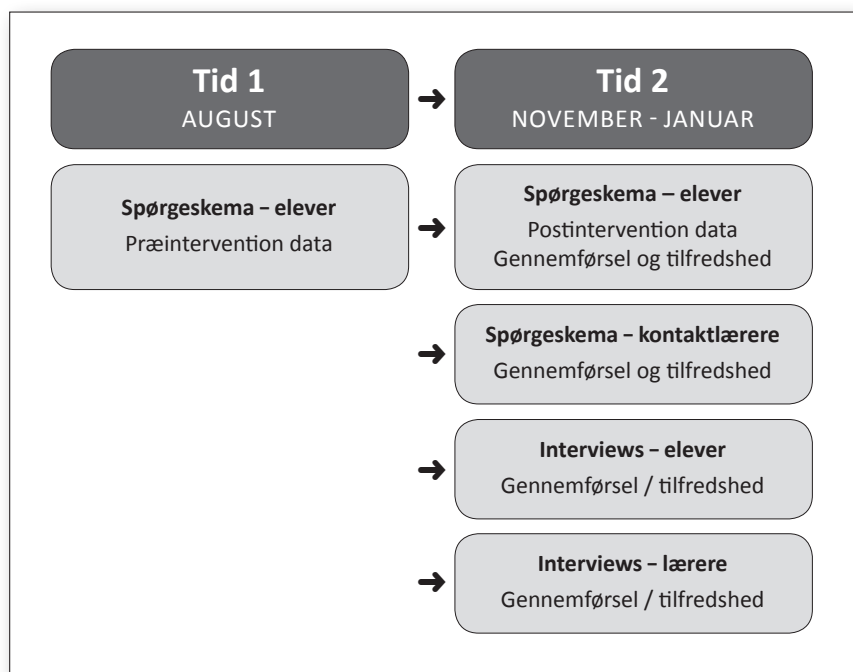 Tid 1
AUGUST
Tid 2
NOVEMBER - JANUAR
Spørgeskema – elever
Præintervention data
Spørgeskema – elever
Postintervention data
Gennemførsel og tilfredshed
Spørgeskema – kontaktlærere
Gennemførsel og tilfredshed
Interviews – elever
Gennemførsel / tilfredshed
Interviews – lærere
Gennemførsel / tilfredshed